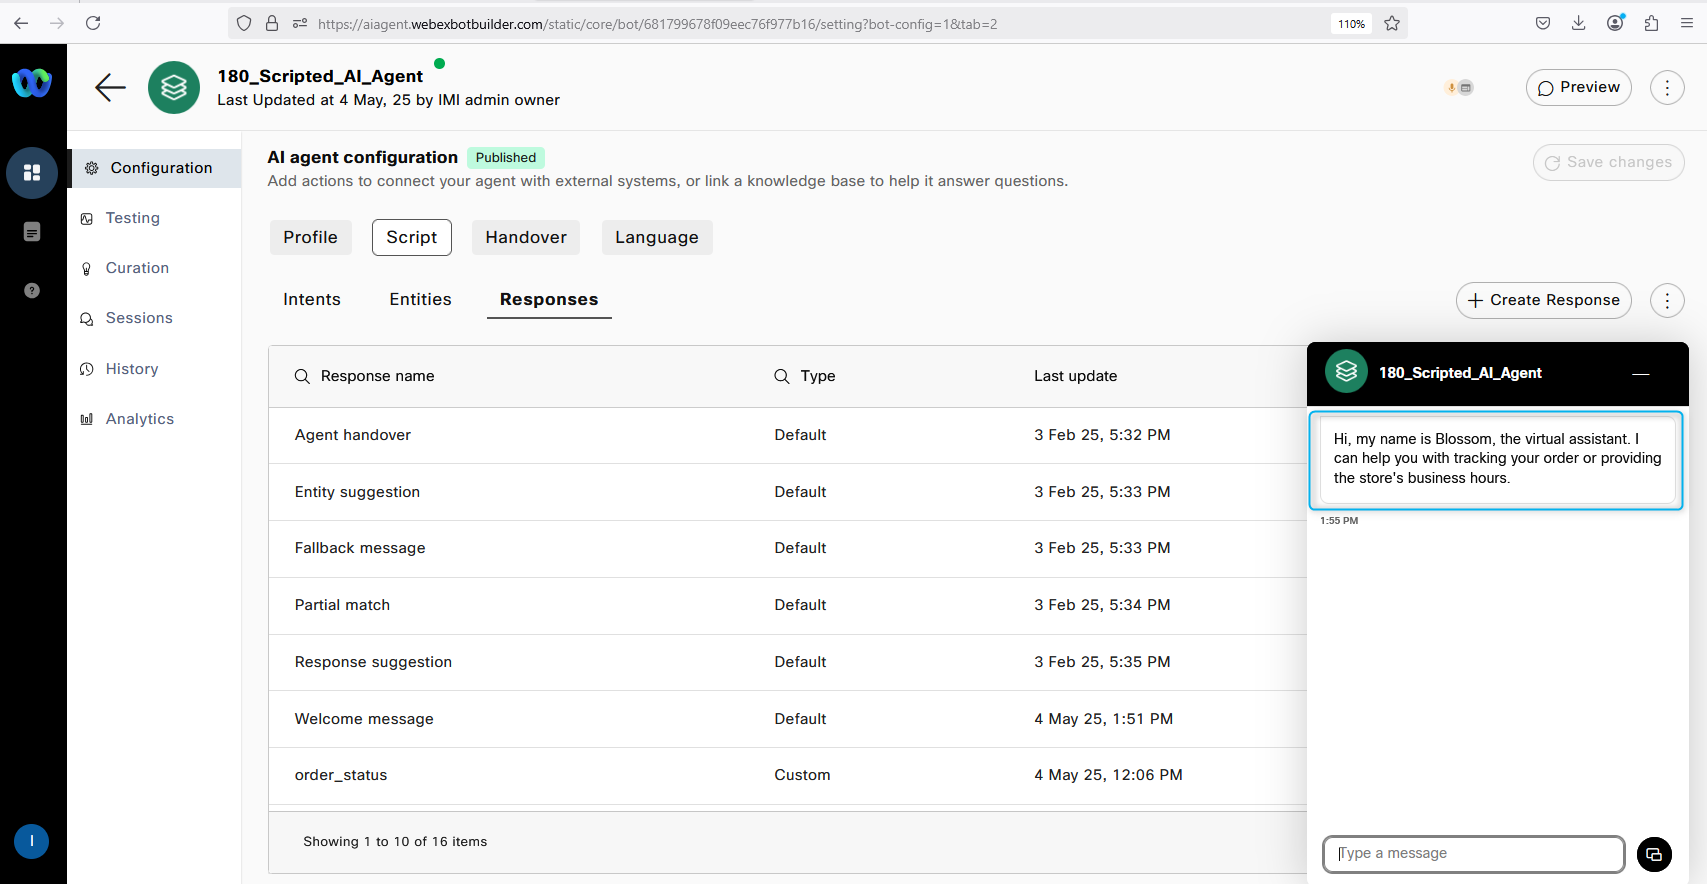 https://aiagent.webexbotbuilder.com/static/core/bot/681799678f09eec76f977b16/setting?bot-config=1&tab=2
110%
180_Scripted_AI_Agent
Last Updated at 4 May, 25 by IMI admin owner
Preview
Configuration
Testing
Curation
Sessions
History
Analytics
I
AI agent configuration Published
Add actions to connect your agent with external systems, or link a knowledge base to help it answer questions.
Save changes
Profile Script Handover Language
Intents Entities Responses
Create Response
Response name Type Last update
Agent handover Default 3 Feb 25, 5:32 PM
Entity suggestion Default 3 Feb 25, 5:33 PM
Fallback message Default 3 Feb 25, 5:33 PM
Partial match Default 3 Feb 25, 5:34 PM
Response suggestion Default 3 Feb 25, 5:35 PM
Welcome message Default 4 May 25, 1:51 PM
order_status Custom 4 May 25, 12:06 PM
Showing 1 to 10 of 16 items
180_Scripted_AI_Agent
Hi, my name is Blossom, the virtual assistant. I
can help you with tracking your order or providing
the store's business hours.
1:55 PM
Type a message